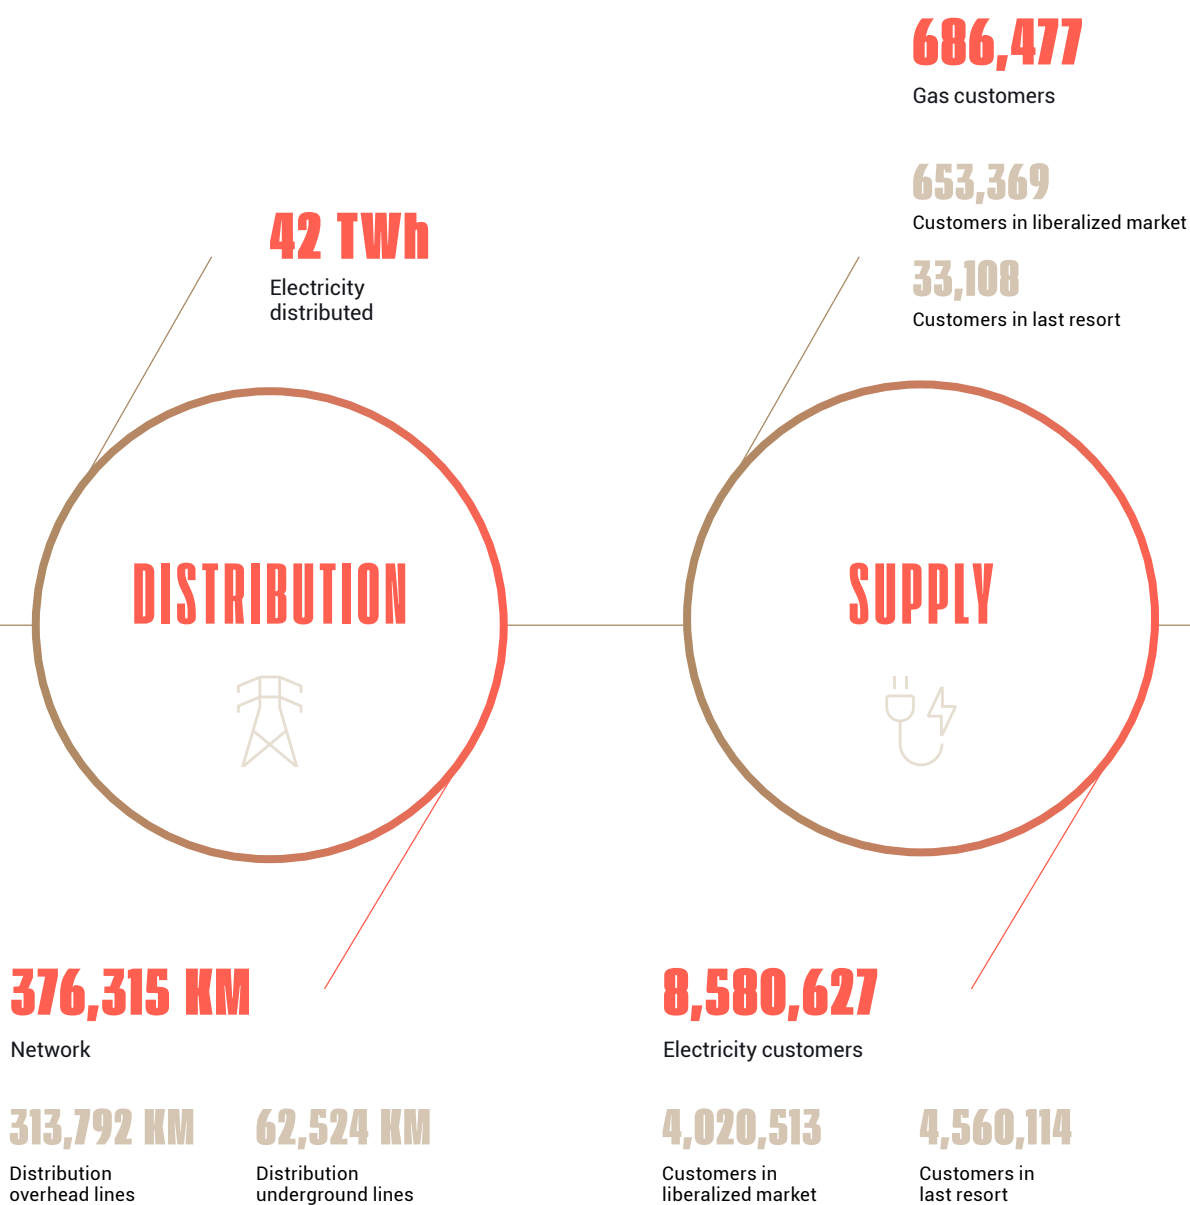 42 TWh
Electricity
distributed
DISTRIBUTION
376,315 KM
Network
313,792 KM
Distribution
overhead lines
62,524 KM
Distribution
underground lines
686,477
Gas customers
653,369
Customers in liberalized market
33,108
Customers in last resort
SUPPLY
8,580,627
Electricity customers
4,020,513
Customers in
liberalized market
4,560,114
Customers in
last resort